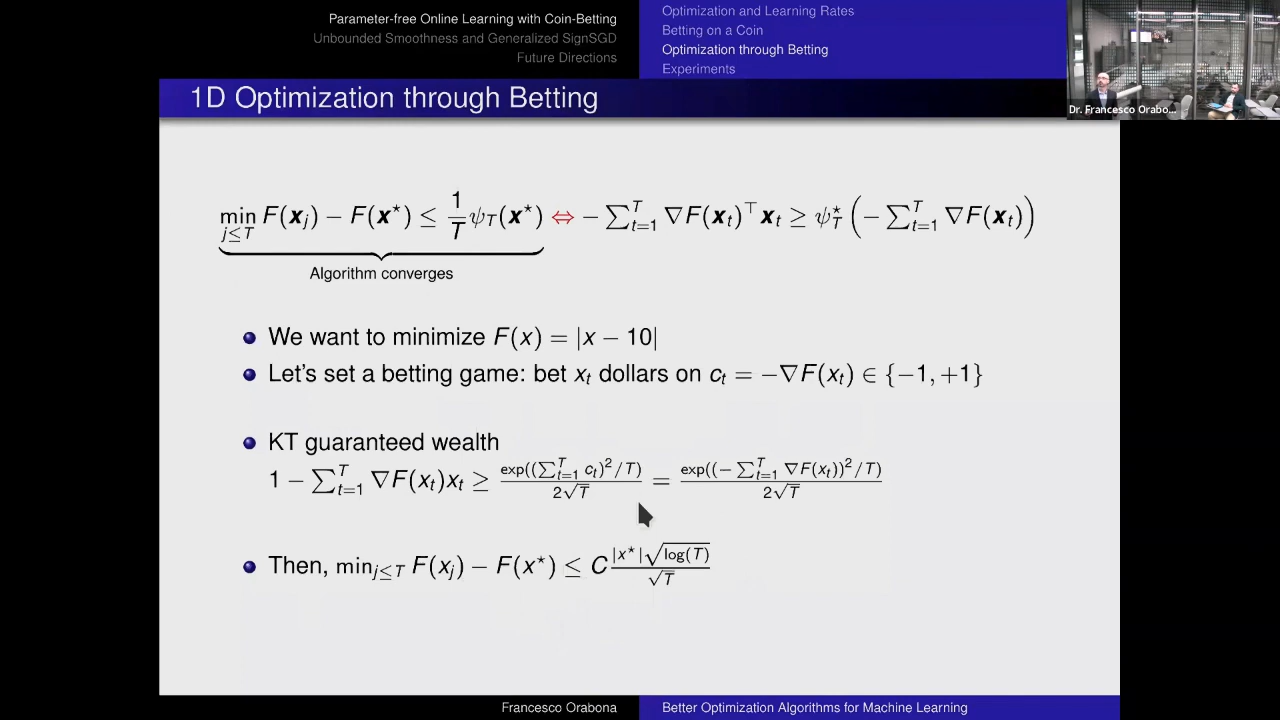 Parameter-free Online Learning with Coin-Betting
Unbounded Smoothness and Generalized SignSGD
Future Directions
Optimization and Learning Rates
Betting on a Coin
Optimization through Betting
Experiments
Dr. Francesco Orabo...
1D Optimization through Betting
min_{j≤T} F(x_j) − F(x*) ≤ 1/T ψ_T(x*) ⇔ − ∑_{t=1}^T ∇F(x_t)^⊤ x_t ≥ ψ*_T (− ∑_{t=1}^T ∇F(x_t))
Algorithm converges
We want to minimize F(x) = |x − 10|
Let's set a betting game: bet x_t dollars on c_t = −∇F(x_t) ∈ {−1, +1}
KT guaranteed wealth
1 − ∑_{t=1}^T ∇F(x_t)x_t ≥ exp((∑_{t=1}^T c_t)²/T) / 2√T = exp((− ∑_{t=1}^T ∇F(x_t))²/T) / 2√T
Then, min_{j≤T} F(x_j) − F(x*) ≤ C |x*|√log(T) / √T
Francesco Orabona
Better Optimization Algorithms for Machine Learning